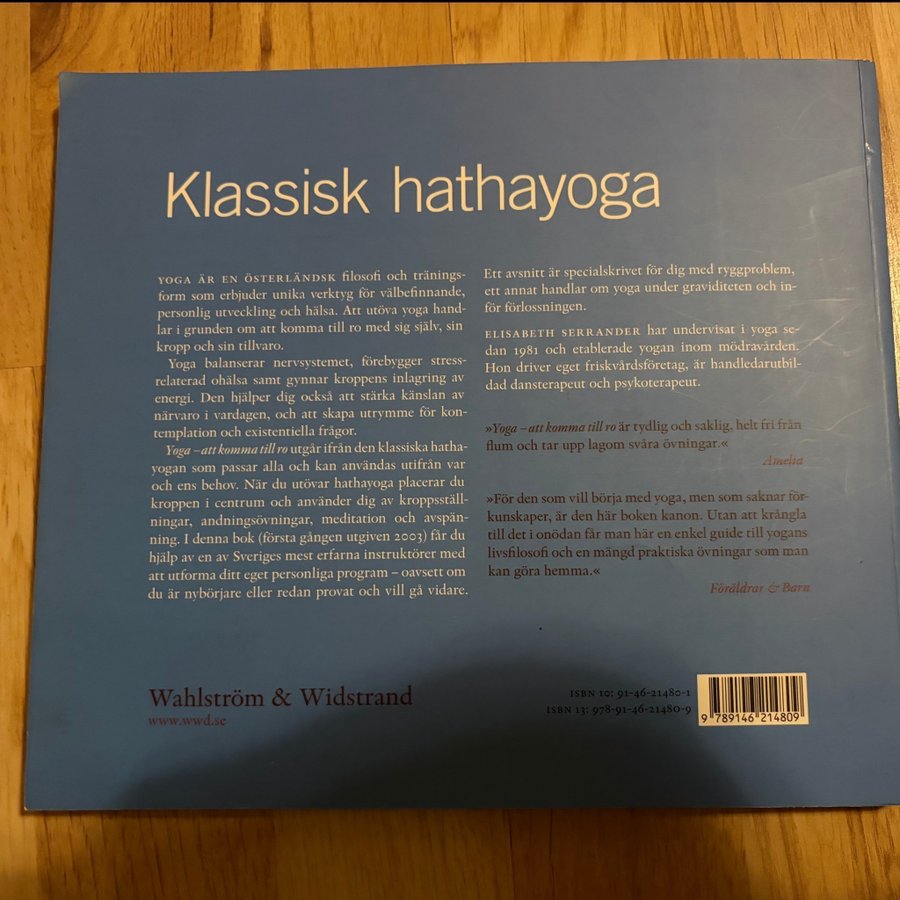 Klassisk hathayoga
YOGA ÄR EN ÖSTERLÄNDSK filosofi och tränings-
form som erbjuder unika verktyg för välbefinnande,
personlig utveckling och hälsa. Att utöva yoga hand-
lar i grunden om att komma till ro med sig själv, sin
kropp och sin tillvaro.
Yoga balanserar nervsystemet, förebygger stress-
relaterad ohälsa samt gynnar kroppens inlagring av
energi. Den hjälper dig också att stärka känslan av
närvaro i vardagen, och att skapa utrymme för kon-
templation och existentiella frågor.
Yoga – att komma till ro utgår ifrån den klassiska hatha-
yogan som passar alla och kan användas utifrån var
och ens behov. När du utövar hathayoga placerar du
kroppen i centrum och använder dig av kroppsställ-
ningar, andningsövningar, meditation och avspän-
ning. I denna bok (första gången utgiven 2003) får du
hjälp av en av Sveriges mest erfarna instruktörer med
att utforma ditt eget personliga program – oavsett om
du är nybörjare eller redan provat och vill gå vidare.
Ett avsnitt är specialskrivet för dig med ryggproblem,
ett annat handlar om yoga under graviditeten och in-
för förlossningen.
ELISABETH SERRANDER har undervisat i yoga se-
dan 1981 och etablerade yogan inom mödravården.
Hon driver eget friskvårdsföretag, är handledarutbil-
dad dansterapeut och psykoterapeut.
»Yoga – att komma till ro är tydlig och saklig, helt fri från
flum och tar upp lagom svåra övningar.«
Amelia
»För den som vill börja med yoga, men som saknar för-
kunskaper, är den här boken kanon. Utan att krångla
till det i onödan får man här en enkel guide till yogans
livsfilosofi och en mängd praktiska övningar som man
kan göra hemma.«
Föräldrar & Barn
Wahlström & Widstrand
www.wwd.se
ISBN 10: 91-46-21480-1
ISBN 13: 978-91-46-21480-9
9 789146 214809